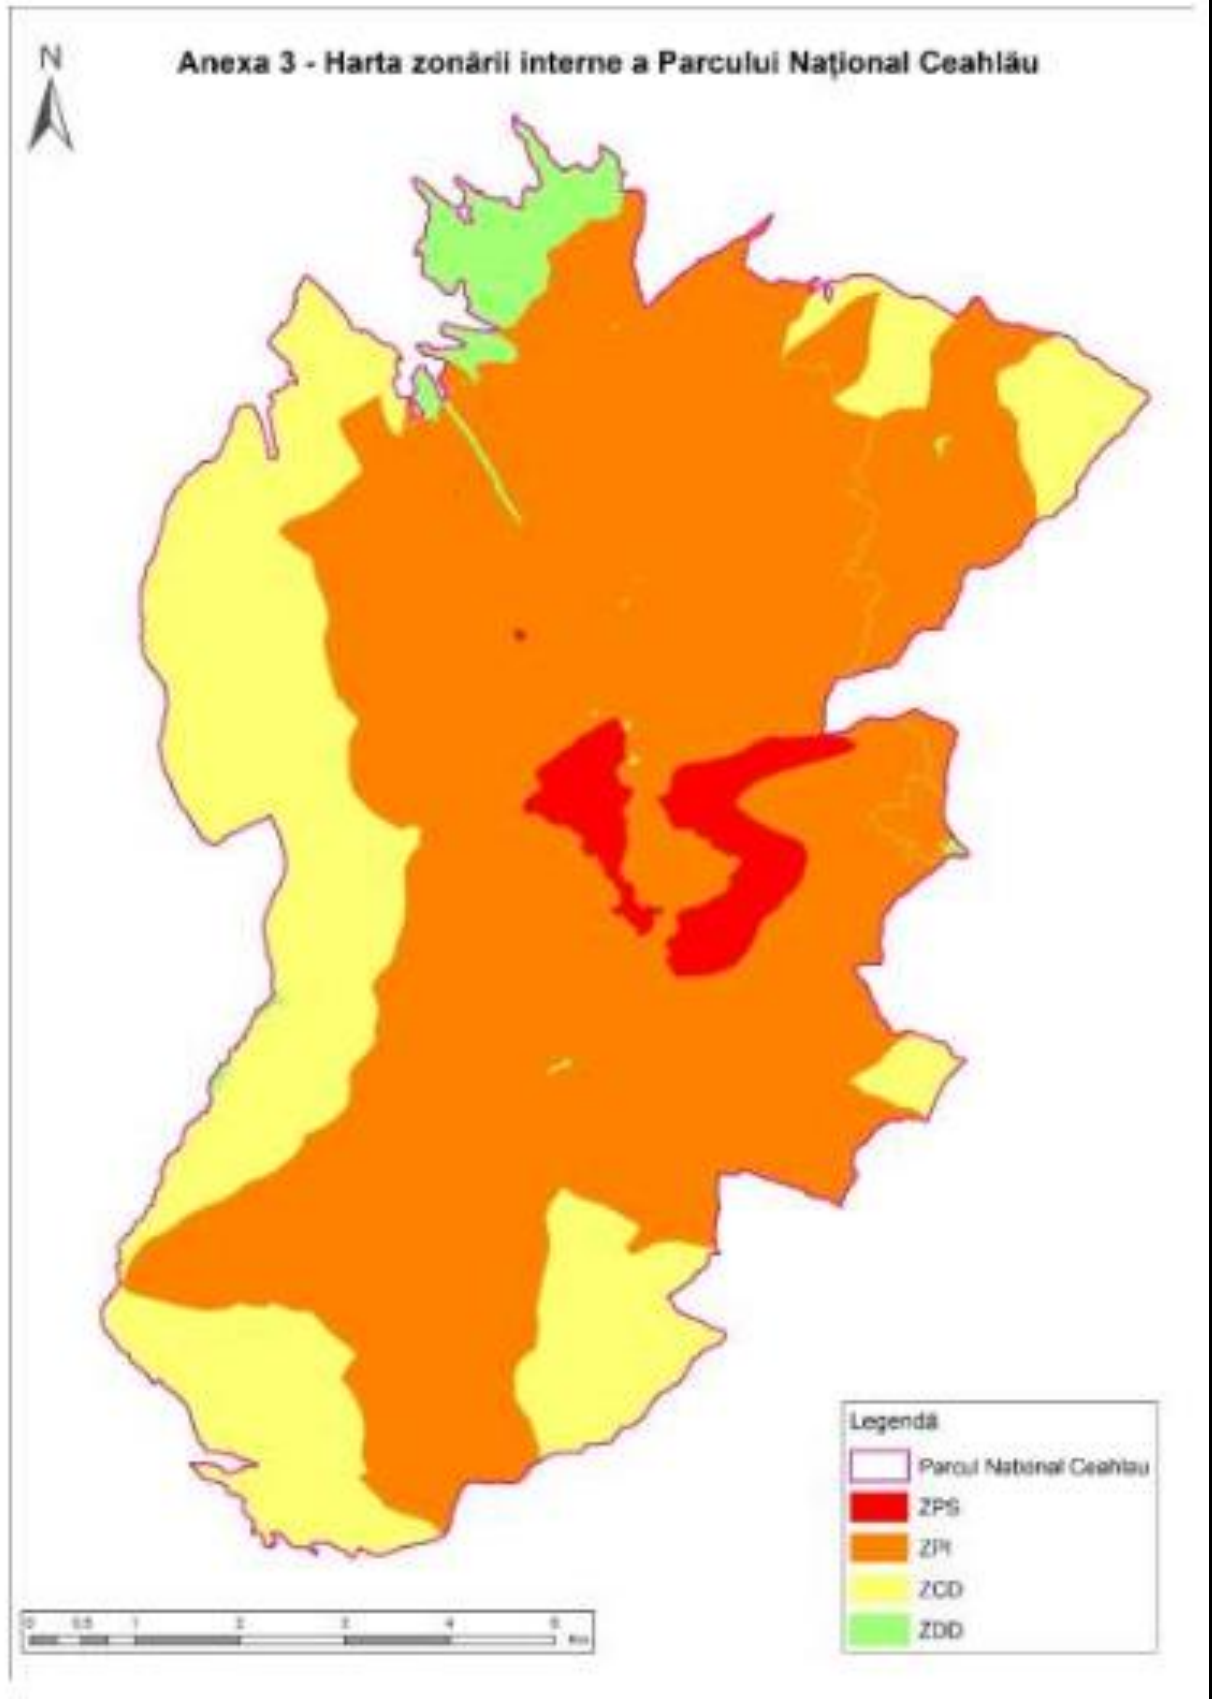 N
Anexa 3 - Harta zonării interne a Parcului Național Ceahlău
Legendă
Parcul National Ceahlau
ZPS
ZPI
ZCD
ZDD
0 0.5 1 2 3 4 5
Km